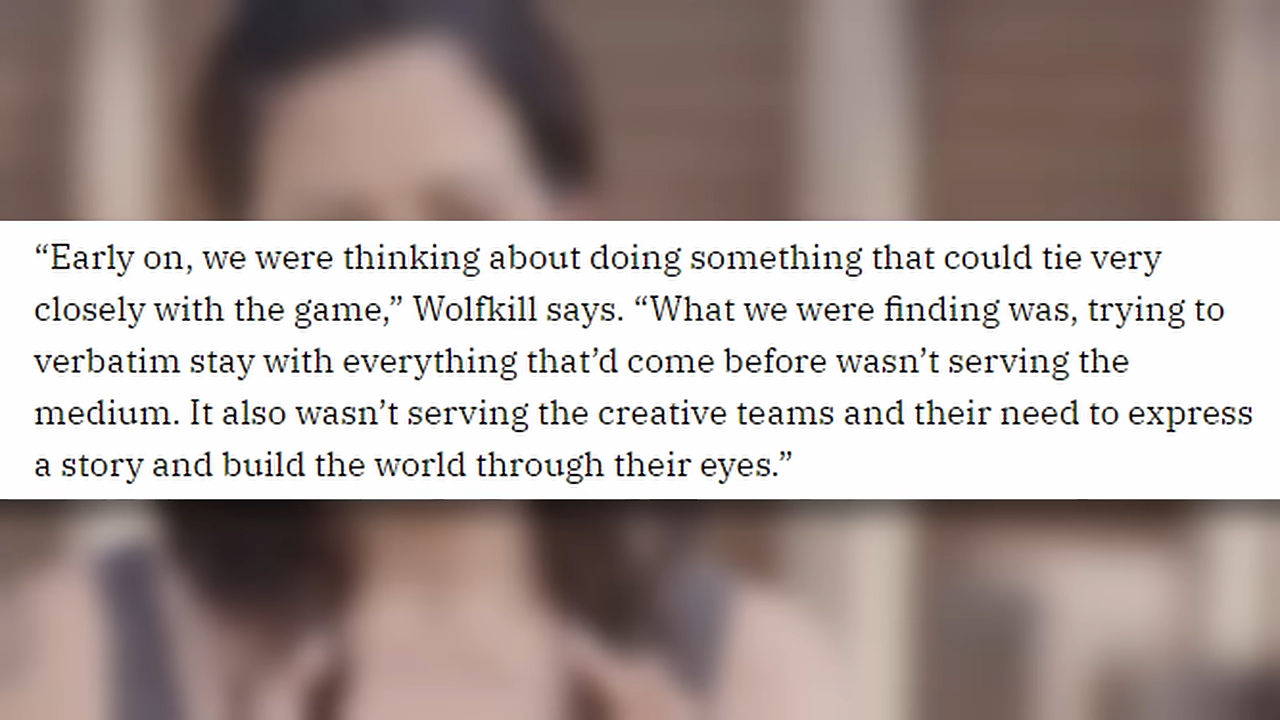 “Early on, we were thinking about doing something that could tie very
closely with the game,” Wolfkill says. “What we were finding was, trying to
verbatim stay with everything that’d come before wasn’t serving the
medium. It also wasn’t serving the creative teams and their need to express
a story and build the world through their eyes.”